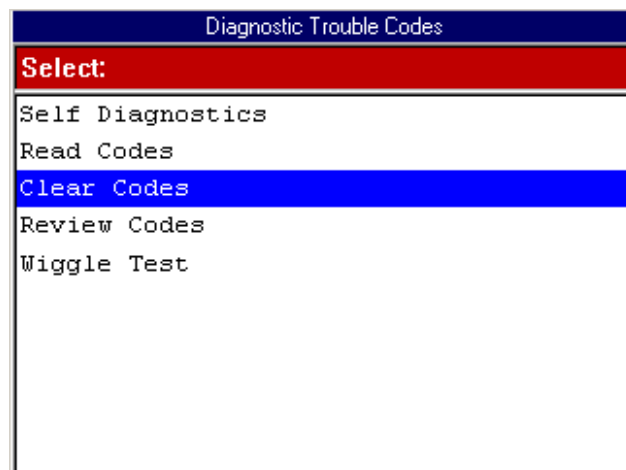 Diagnostic Trouble Codes
Select:
Self Diagnostics
Read Codes
Clear Codes
Review Codes
Wiggle Test